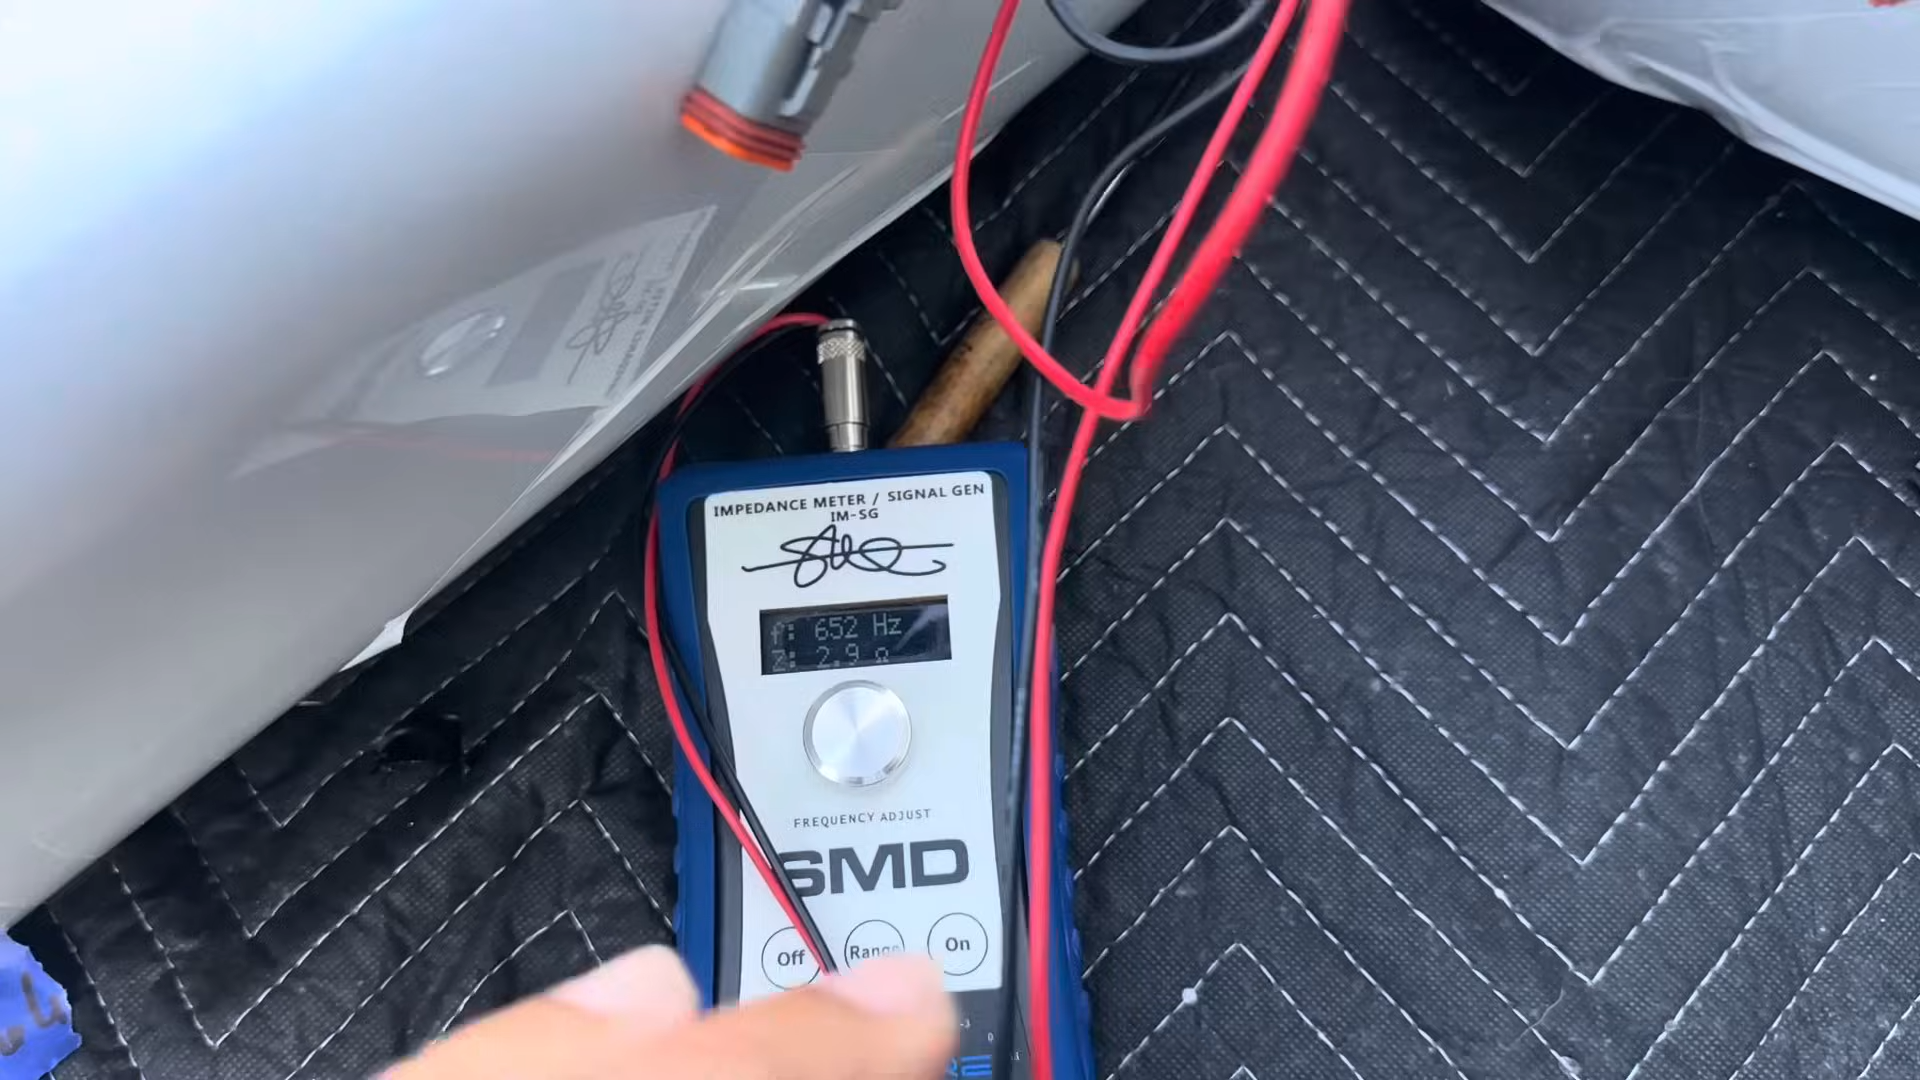 IMPEDANCE METER / SIGNAL GEN
IM-SG
f: 652 Hz
Z: 2.9 Ω
FREQUENCY ADJUST
SMD
Off Range On